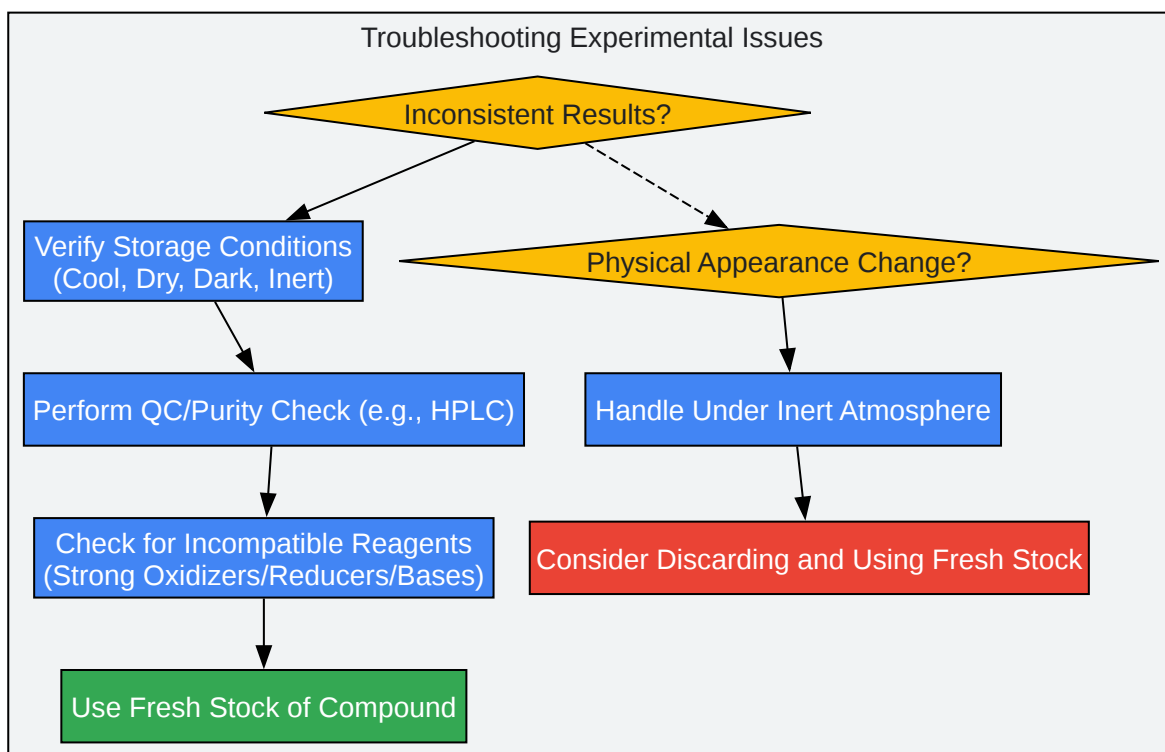 Troubleshooting Experimental Issues
Inconsistent Results?
Verify Storage Conditions
(Cool, Dry, Dark, Inert)
Physical Appearance Change?
Perform QC/Purity Check (e.g., HPLC)
Handle Under Inert Atmosphere
Check for Incompatible Reagents
(Strong Oxidizers/Reducers/Bases)
Consider Discarding and Using Fresh Stock
Use Fresh Stock of Compound